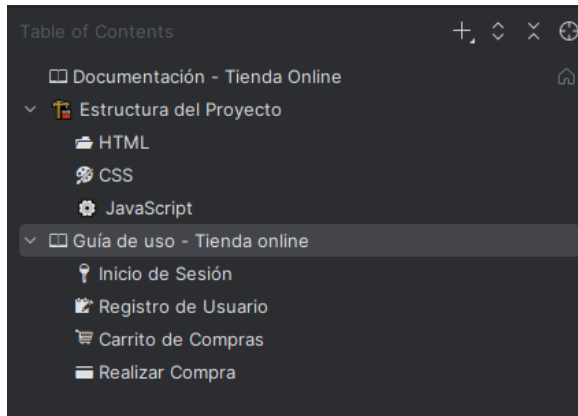 Table of Contents
Documentación - Tienda Online
Estructura del Proyecto
HTML
CSS
JavaScript
Guía de uso - Tienda online
Inicio de Sesión
Registro de Usuario
Carrito de Compras
Realizar Compra